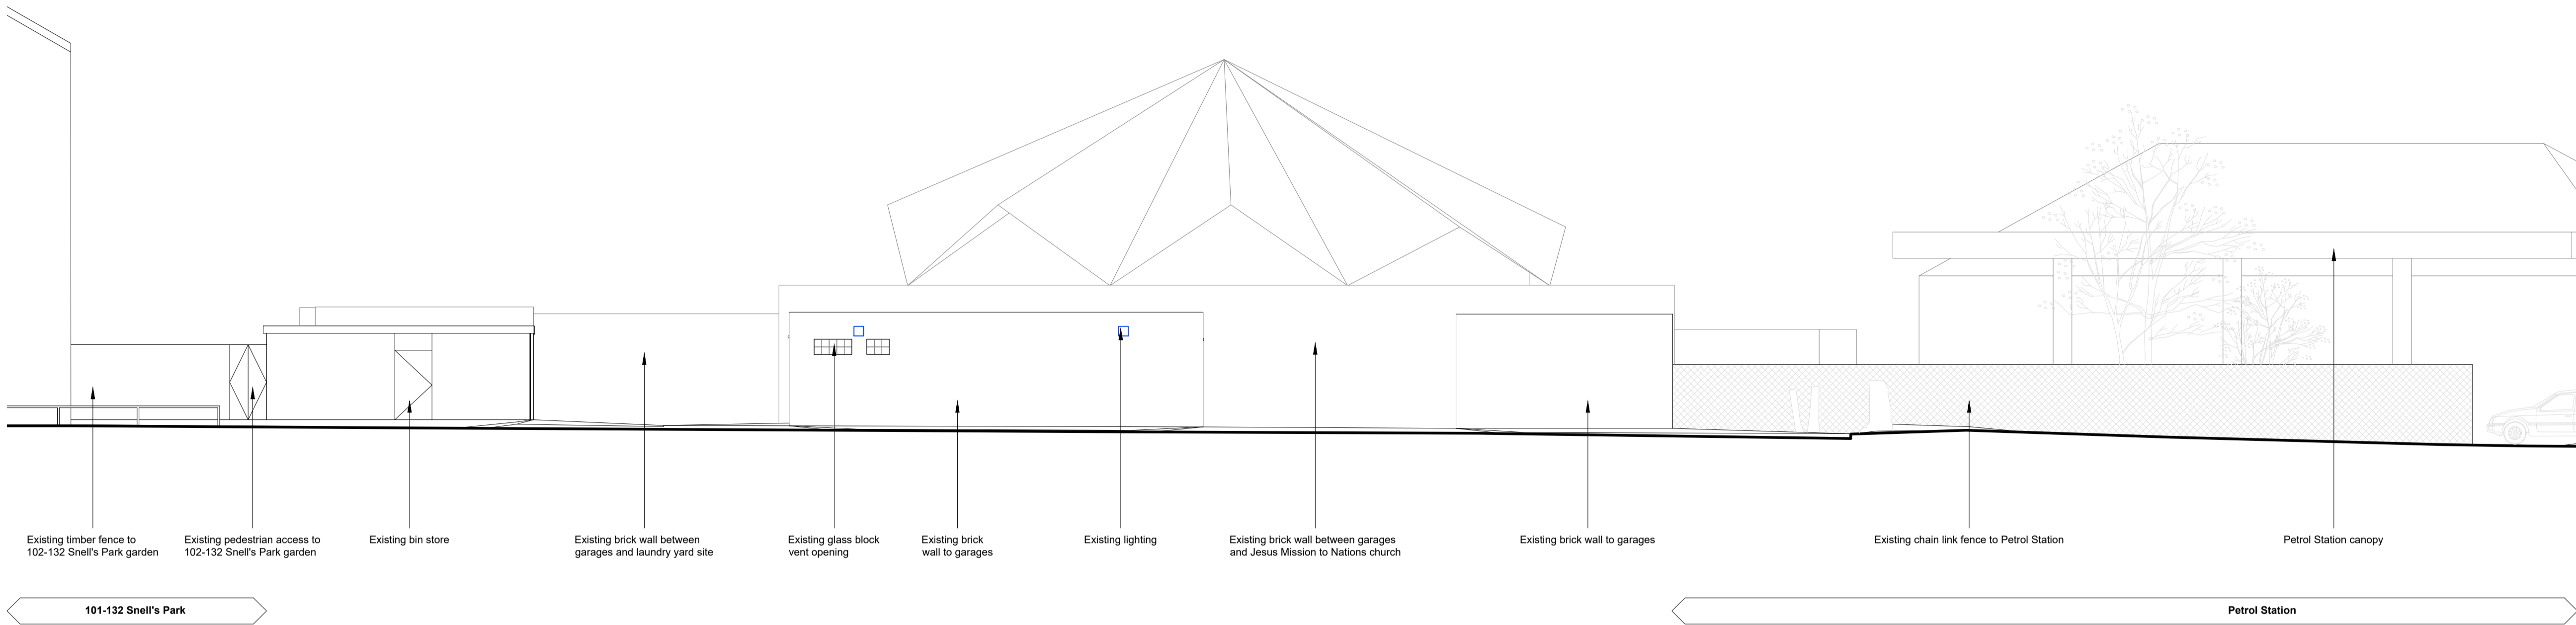 Existing timber fence to
102-132 Snell's Park garden
Existing pedestrian access to
102-132 Snell's Park garden
Existing bin store
Existing brick wall between
garages and laundry yard site
Existing glass block
vent opening
Existing brick
wall to garages
Existing lighting
Existing brick wall between garages
and Jesus Mission to Nations church
Existing brick wall to garages
Existing chain link fence to Petrol Station
Petrol Station canopy
101-132 Snell's Park
Petrol Station